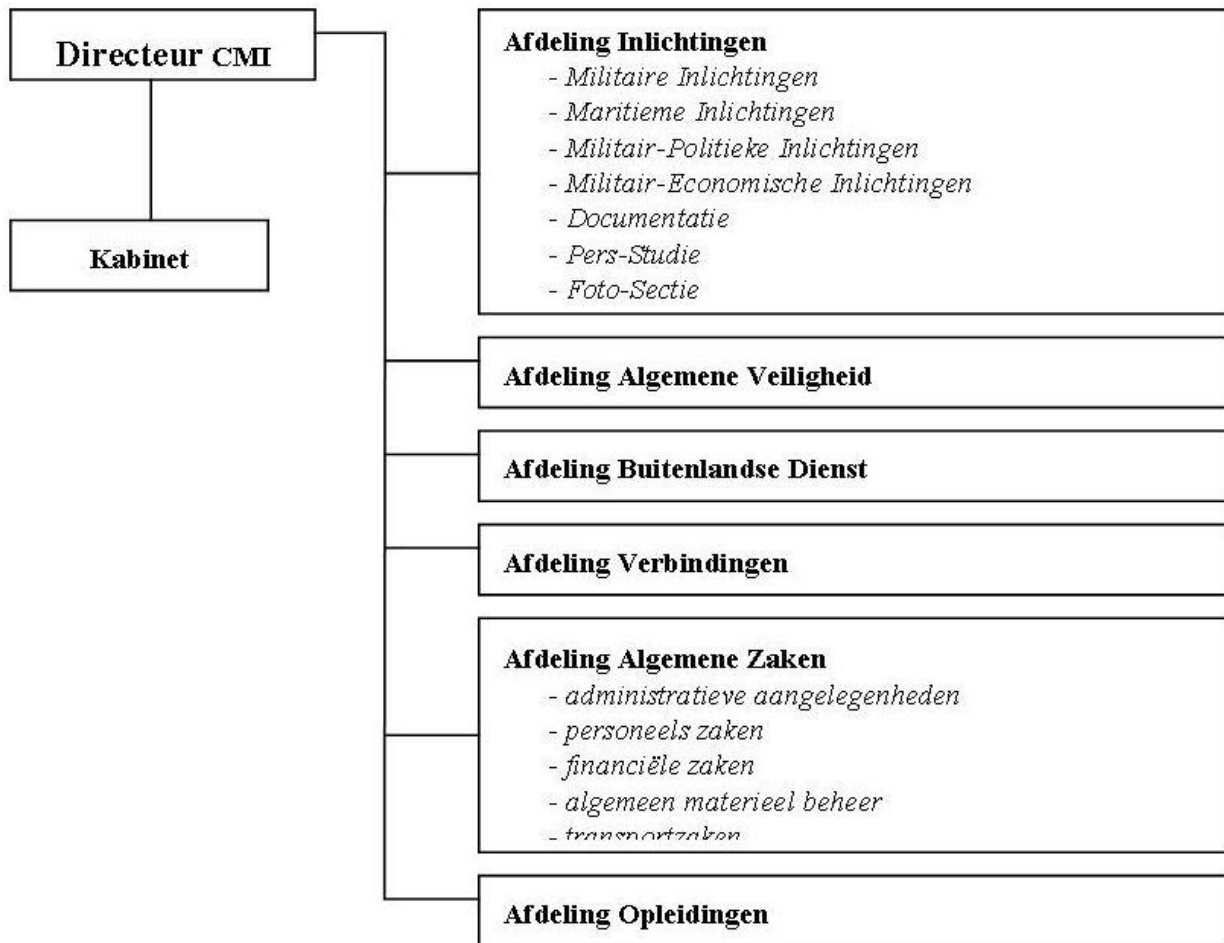 Directeur CMI
Kabinet
Afdeling Inlichtingen
- Militaire Inlichtingen
- Maritieme Inlichtingen
- Militair-Politieke Inlichtingen
- Militair-Economische Inlichtingen
- Documentatie
- Pers-Studie
- Foto-Sectie
Afdeling Algemene Veiligheid
Afdeling Buitenlandse Dienst
Afdeling Verbindingen
Afdeling Algemene Zaken
- administratieve aangelegenheden
- personeels zaken
- financiële zaken
- algemeen materieel beheer
- transportzaken
Afdeling Opleidingen